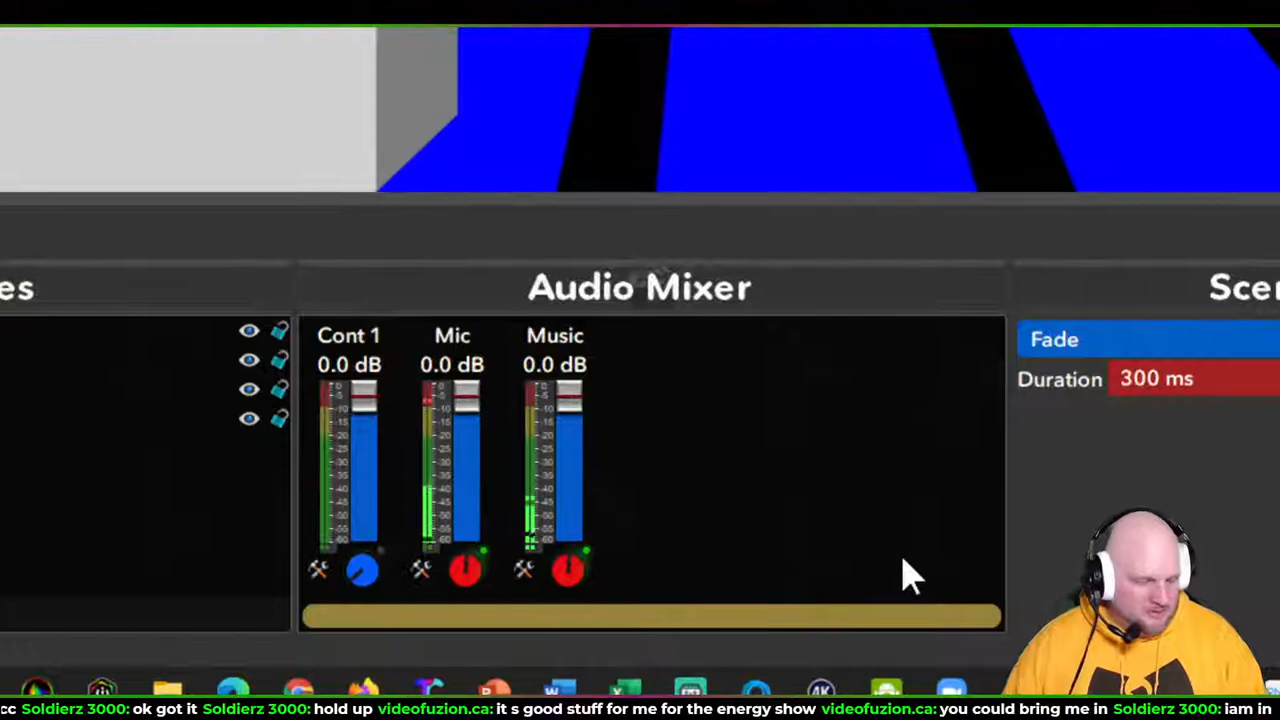 es
Audio Mixer
Scer
Cont 1
Mic
Music
0.0 dB
0.0 dB
0.0 dB
Fade
Duration
300 ms
cc Soldierz 3000: ok got it Soldierz 3000: hold up videofuzion.ca: it s good stuff for me for the energy show videofuzion.ca: you could bring me in Soldierz 3000: iam in